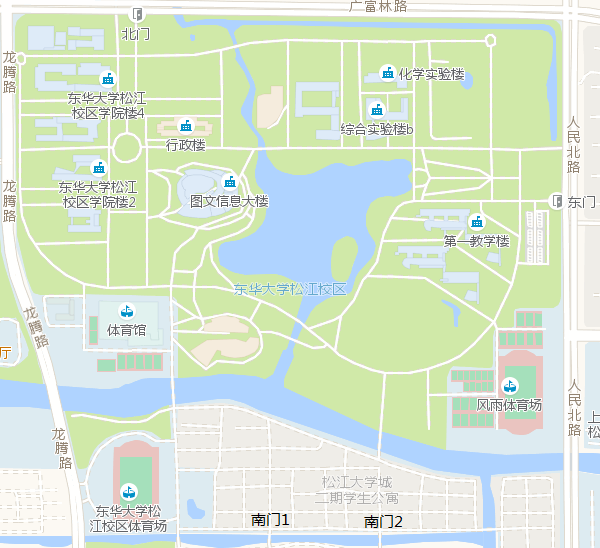 广富林路
北门
龙腾路
化学实验楼
东华大学松江
校区学院楼4
综合实验楼b
人民北路
行政楼
东华大学松江
校区学院楼2
龙腾路
图文信息大楼
东门
第一教学楼
东华大学松江校区
龙腾路
体育馆
厅
风雨体育场
人民北路
上
松
龙腾路
松江大学城
二期学生公寓
东华大学松
江校区体育场
南门1
南门2